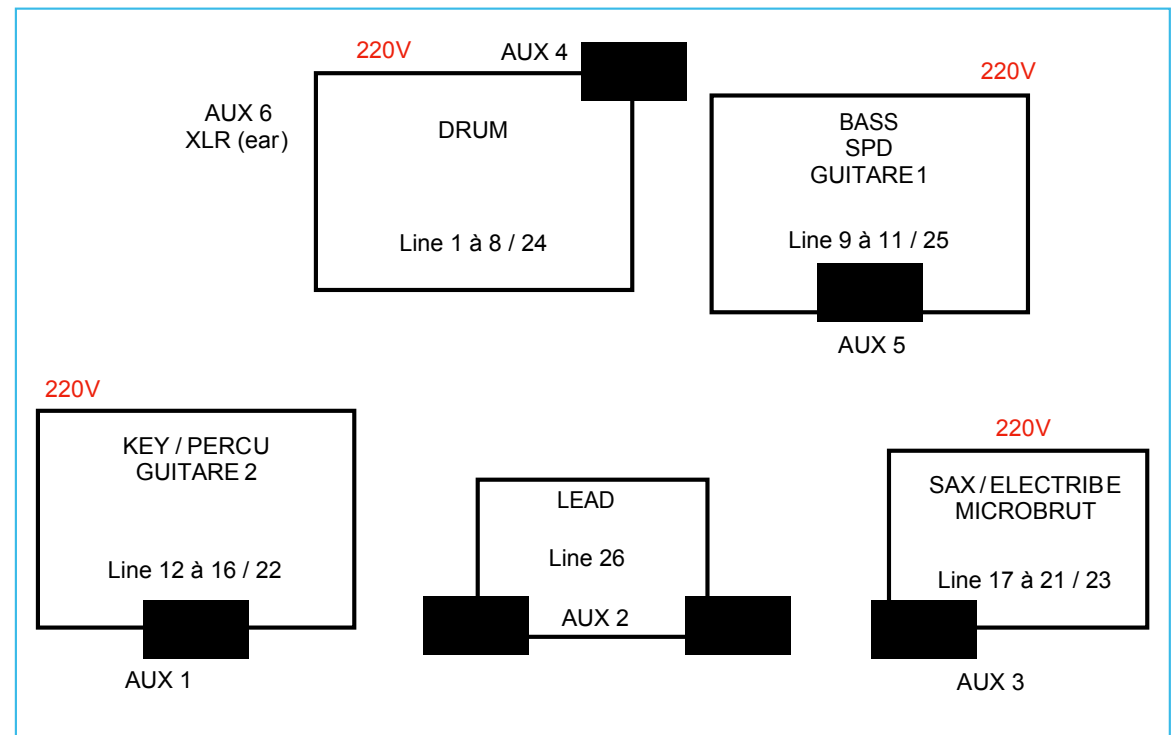 220V
AUX 4
AUX 6
XLR (ear)
DRUM
Line 1 à 8 / 24
220V
BASS
SPD
GUITARE 1
Line 9 à 11 / 25
AUX 5
220V
KEY / PERCU
GUITARE 2
Line 12 à 16 / 22
AUX 1
LEAD
Line 26
AUX 2
220V
SAX / ELECTRIBE
MICROBRUT
Line 17 à 21 / 23
AUX 3